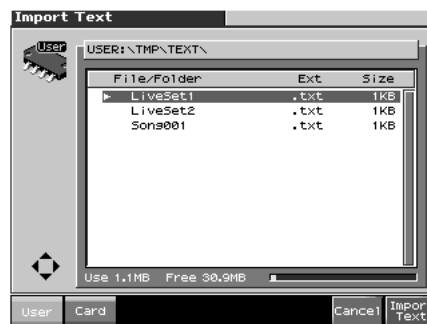 Import Text
User
USER:\TMP\TEXT\
File/Folder Ext Size
LiveSet1 .txt 1KB
LiveSet2 .txt 1KB
Song001 .txt 1KB
Use 1.1MB Free 30.9MB
User Card Cancel Impor
Text